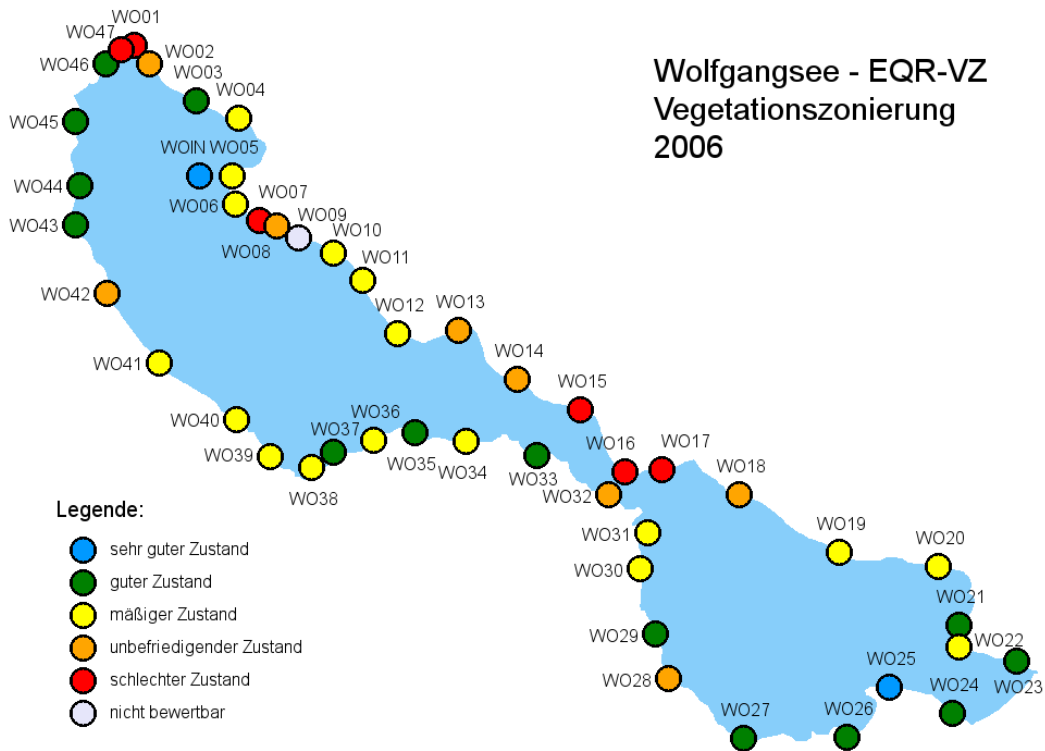 Wolfgangsee - EQR-VZ
Vegetationszonierung
2006
WO01
WO47
WO02
WO46
WO03
WO04
WO45
WOIN
WO05
WO44
WO07
WO06
WO09
WO43
WO10
WO08
WO11
WO42
WO12
WO13
WO41
WO14
WO15
WO36
WO40
WO37
WO16
WO17
WO39
WO35
WO34
WO33
WO18
WO38
WO32
WO31
WO19
WO20
WO30
WO21
WO29
WO22
WO25
WO28
WO23
WO24
WO27
WO26
Legende:
sehr guter Zustand
guter Zustand
mäßiger Zustand
unbefriedigender Zustand
schlechter Zustand
nicht bewertbar